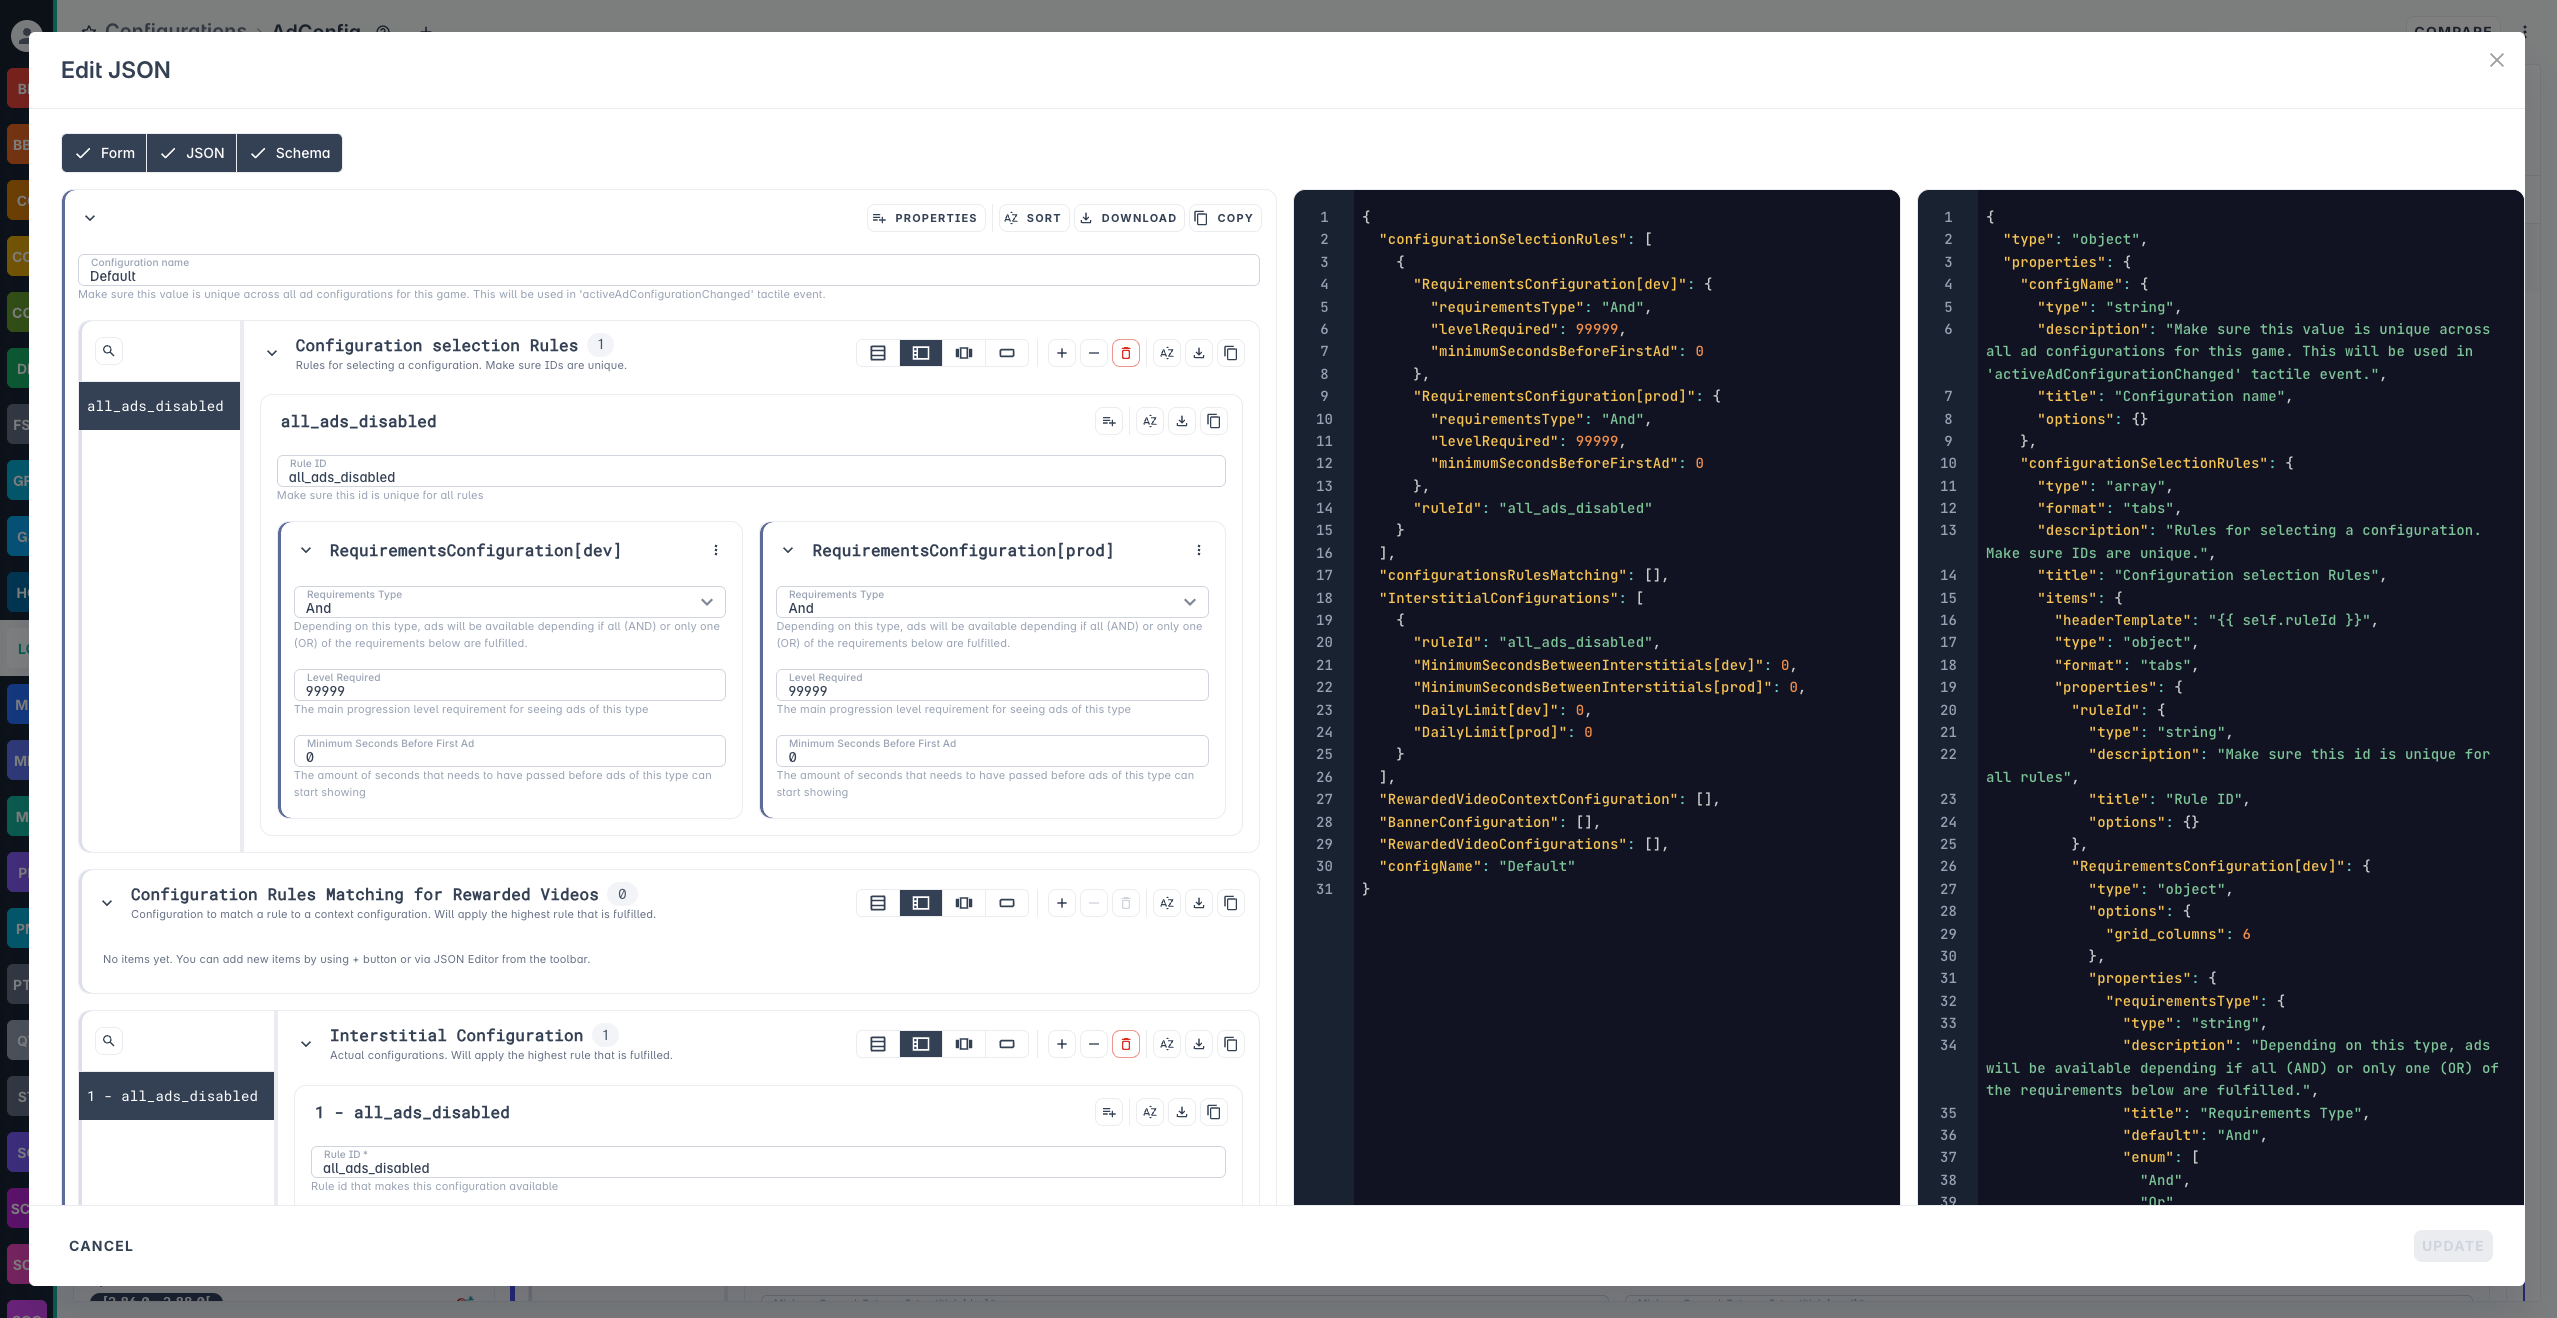 Configurations > AdConfig
COMPARE
Edit JSON
Form
JSON
Schema
PROPERTIES
SORT
DOWNLOAD
COPY
Configuration name
Default
Make sure this value is unique across all ad configurations for this game. This will be used in 'activeAdConfigurationChanged' tactile event.
all_ads_disabled
Configuration selection Rules 1
Rules for selecting a configuration. Make sure IDs are unique.
all_ads_disabled
Rule ID
all_ads_disabled
Make sure this id is unique for all rules
RequirementsConfiguration[dev]
Requirements Type
And
Depending on this type, ads will be available depending if all (AND) or only one
(OR) of the requirements below are fulfilled.
Level Required
99999
The main progression level requirement for seeing ads of this type
Minimum Seconds Before First Ad
0
The amount of seconds that needs to have passed before ads of this type can
start showing
RequirementsConfiguration[prod]
Requirements Type
And
Depending on this type, ads will be available depending if all (AND) or only one
(OR) of the requirements below are fulfilled.
Level Required
99999
The main progression level requirement for seeing ads of this type
Minimum Seconds Before First Ad
0
The amount of seconds that needs to have passed before ads of this type can
start showing
Configuration Rules Matching for Rewarded Videos 0
Configuration to match a rule to a context configuration. Will apply the highest rule that is fulfilled.
No items yet. You can add new items by using + button or via JSON Editor from the toolbar.
1 - all_ads_disabled
Interstitial Configuration 1
Actual configurations. Will apply the highest rule that is fulfilled.
1 - all_ads_disabled
Rule ID *
all_ads_disabled
Rule id that makes this configuration available
1 {
2 "configurationSelectionRules": [
3 {
4 "RequirementsConfiguration[dev]": {
5 "requirementsType": "And",
6 "levelRequired": 99999,
7 "minimumSecondsBeforeFirstAd": 0
8 },
9 "RequirementsConfiguration[prod]": {
10 "requirementsType": "And",
11 "levelRequired": 99999,
12 "minimumSecondsBeforeFirstAd": 0
13 },
14 "ruleId": "all_ads_disabled"
15 }
16 ],
17 "configurationsRulesMatching": [],
18 "InterstitialConfigurations": [
19 {
20 "ruleId": "all_ads_disabled",
21 "MinimumSecondsBetweenInterstitials[dev]": 0,
22 "MinimumSecondsBetweenInterstitials[prod]": 0,
23 "DailyLimit[dev]": 0,
24 "DailyLimit[prod]": 0
25 }
26 ],
27 "RewardedVideoContextConfiguration": [],
28 "BannerConfiguration": [],
29 "RewardedVideoConfigurations": [],
30 "configName": "Default"
31 }
1 {
2 "type": "object",
3 "properties": {
4 "configName": {
5 "type": "string",
6 "description": "Make sure this value is unique across
all ad configurations for this game. This will be used in
'activeAdConfigurationChanged' tactile event.",
7 "title": "Configuration name",
8 "options": {}
9 },
10 "configurationSelectionRules": {
11 "type": "array",
12 "format": "tabs",
13 "description": "Rules for selecting a configuration.
Make sure IDs are unique.",
14 "title": "Configuration selection Rules",
15 "items": {
16 "headerTemplate": "{{ self.ruleId }}",
17 "type": "object",
18 "format": "tabs",
19 "properties": {
20 "ruleId": {
21 "type": "string",
22 "description": "Make sure this id is unique for
all rules",
23 "title": "Rule ID",
24 "options": {}
25 },
26 "RequirementsConfiguration[dev]": {
27 "type": "object",
28 "options": {
29 "grid_columns": 6
30 },
31 "properties": {
32 "requirementsType": {
33 "type": "string",
34 "description": "Depending on this type, ads
will be available depending if all (AND) or only one (OR) of
the requirements below are fulfilled.",
35 "title": "Requirements Type",
36 "default": "And",
37 "enum": [
38 "And",
39 "Or"
CANCEL
UPDATE